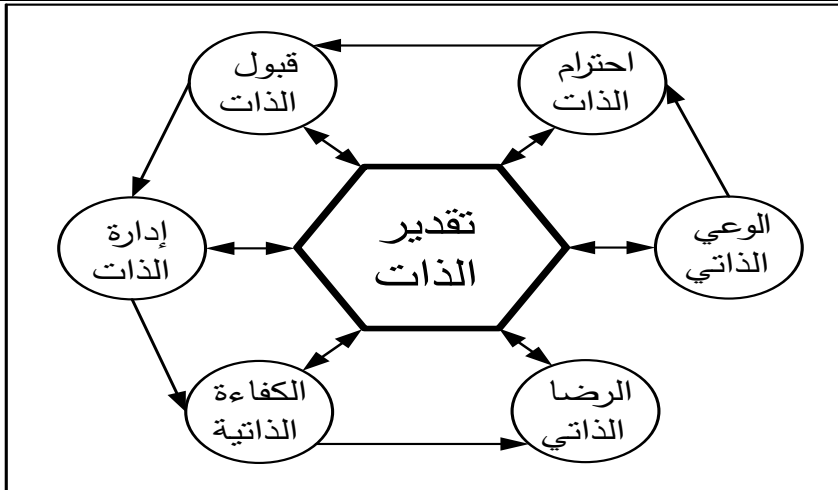 احترام
الذات
قبول
الذات
الوعي
الذاتي
تقدير
الذات
إدارة
الذات
الرضا
الذاتي
الكفاءة
الذاتية